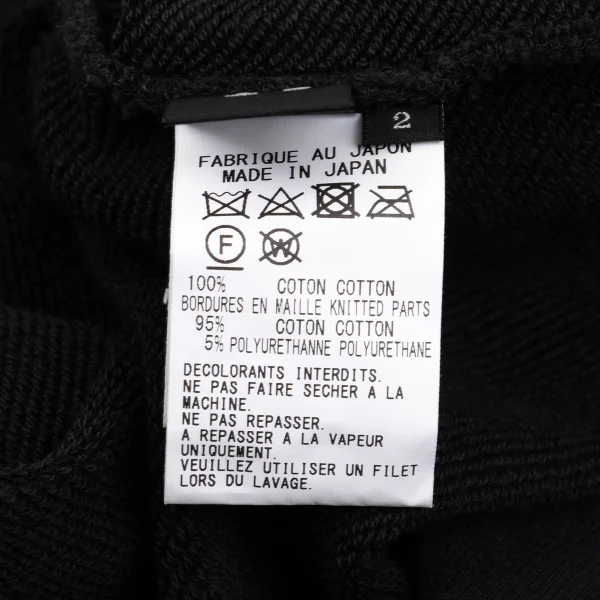 2
FABRIQUE AU JAPON
MADE IN JAPAN
F W
100% COTON COTTON
BORDURES EN MAILLE KNITTED PARTS
95% COTON COTTON
5% POLYURETHANNE POLYURETHANE
DECOLORANTS INTERDITS.
NE PAS FAIRE SECHER A LA
MACHINE.
NE PAS REPASSER.
A REPASSER A LA VAPEUR
UNIQUEMENT.
VEUILLEZ UTILISER UN FILET
LORS DU LAVAGE.